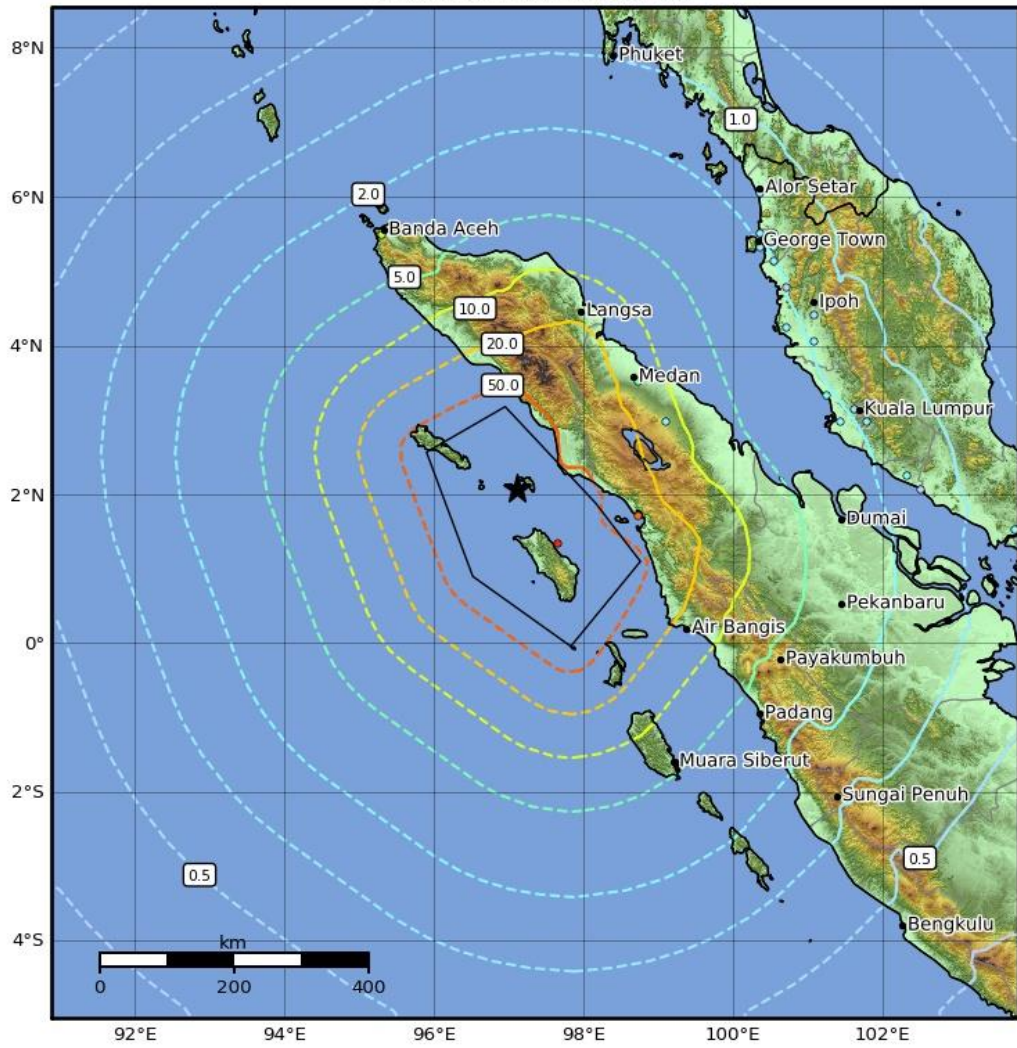 8°N
Phuket
1.0
6°N
2.0
Alor Setar
Banda Aceh
George Town
5.0
10.0
Langsa
Ipoh
4°N
20.0
50.0
Medan
Kuala Lumpur
2°N
Dumai
Pekanbaru
0°
Air Bangis
Payakumbuh
Padang
Muara Siberut
2°S
Sungai Penuh
0.5
0.5
Bengkulu
4°S
km
0 200 400
92°E 94°E 96°E 98°E 100°E 102°E